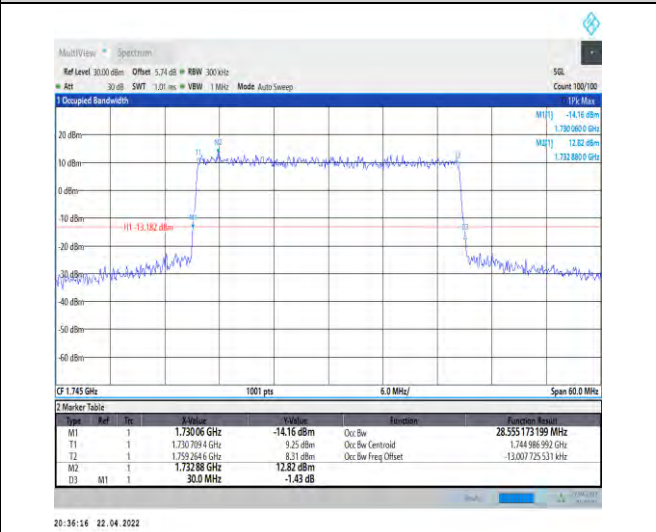 MultiView Spectrum
Ref Level 30.00 dBm Offset 5.74 dB RBW 300 kHz SGL
Att 30 dB SWT 1.01 ms VBW 1 MHz Mode Auto Sweep Count 100/100
1 Occupied Bandwidth 1Pk Max
M1[1] -14.16 dBm
1.730 060 0 GHz
M2[1] 12.82 dBm
1.732 880 0 GHz
20 dBm
T1 M2 T2
10 dBm
0 dBm
-10 dBm
M1 D3
H1 -13.182 dBm
-20 dBm
-30 dBm
-40 dBm
-50 dBm
-60 dBm
CF 1.745 GHz 1001 pts 6.0 MHz/ Span 60.0 MHz
2 Marker Table
Type Ref Trc X-Value Y-Value Function Function Result
M1 1 1.730 06 GHz -14.16 dBm Occ Bw 28.555 173 199 MHz
T1 1 1.730 709 4 GHz 9.25 dBm Occ Bw Centroid 1.744 986 992 GHz
T2 1 1.759 264 6 GHz 8.31 dBm Occ Bw Freq Offset -13.007 725 531 kHz
M2 1 1.732 88 GHz 12.82 dBm
D3 M1 1 30.0 MHz -1.43 dB
20:36:16 22.04.2022